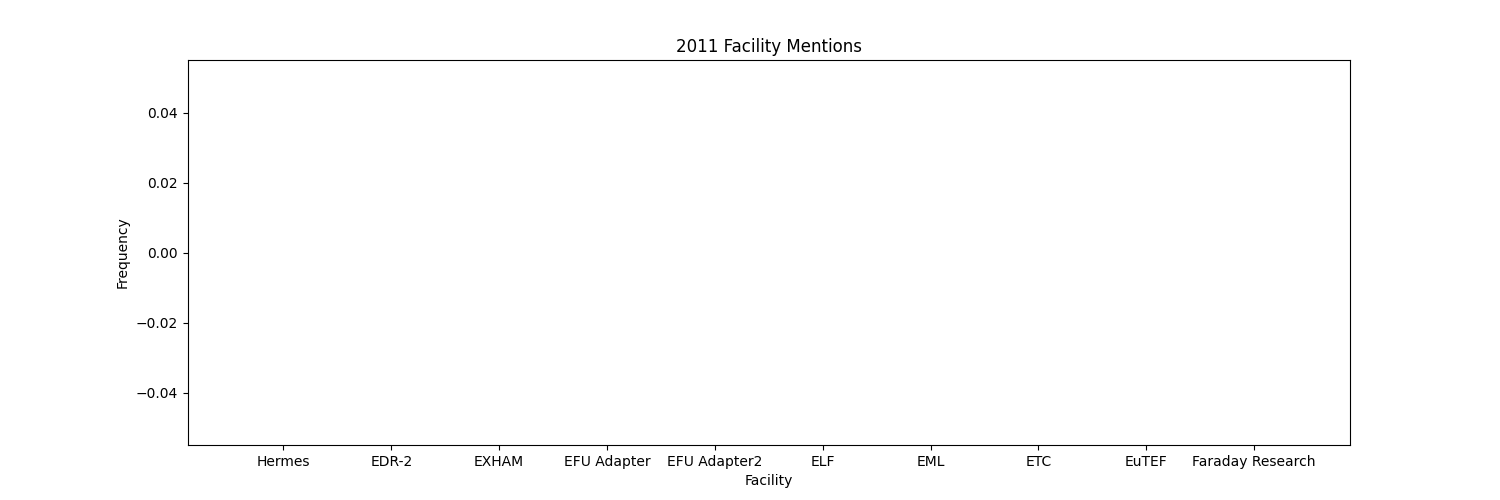 2011 Facility Mentions
0.04
0.02
0.00
−0.02
−0.04
Frequency
Hermes EDR-2 EXHAM EFU Adapter EFU Adapter2 ELF EML ETC EuTEF Faraday Research
Facility